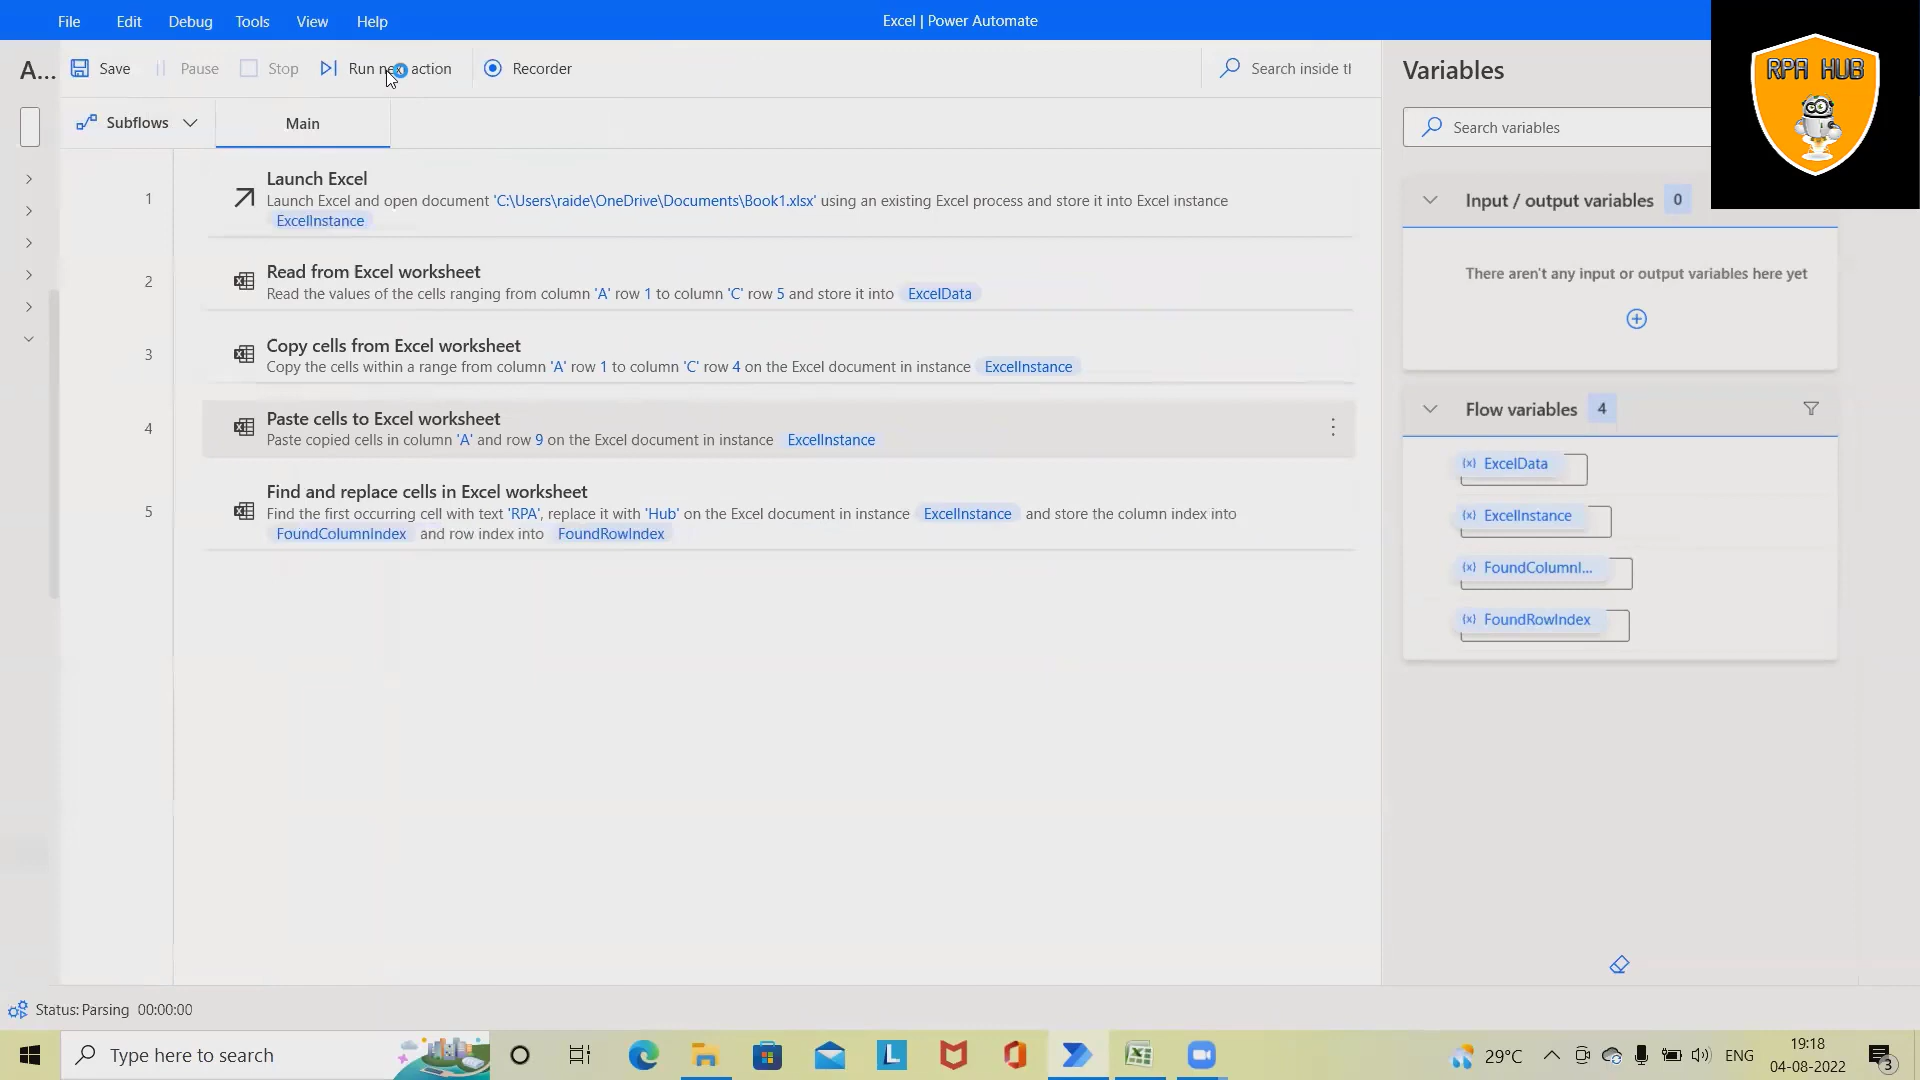 File Edit Debug Tools View Help
Excel | Power Automate
RPA HUB
A...
Save Pause Stop Run next action Recorder
Search inside th
Variables
Subflows
Main
Search variables
1
Launch Excel
Launch Excel and open document 'C:\Users\raide\OneDrive\Documents\Book1.xlsx' using an existing Excel process and store it into Excel instance
ExcelInstance
2
Read from Excel worksheet
Read the values of the cells ranging from column 'A' row 1 to column 'C' row 5 and store it into ExcelData
3
Copy cells from Excel worksheet
Copy the cells within a range from column 'A' row 1 to column 'C' row 4 on the Excel document in instance ExcelInstance
4
Paste cells to Excel worksheet
Paste copied cells in column 'A' and row 9 on the Excel document in instance ExcelInstance
5
Find and replace cells in Excel worksheet
Find the first occurring cell with text 'RPA', replace it with 'Hub' on the Excel document in instance ExcelInstance and store the column index into
FoundColumnIndex and row index into FoundRowIndex
Input / output variables 0
There aren't any input or output variables here yet
Flow variables 4
(x) ExcelData
(x) ExcelInstance
(x) FoundColumnI...
(x) FoundRowIndex
Status: Parsing 00:00:00
Type here to search
L
29°C
ENG
19:18
04-08-2022
3